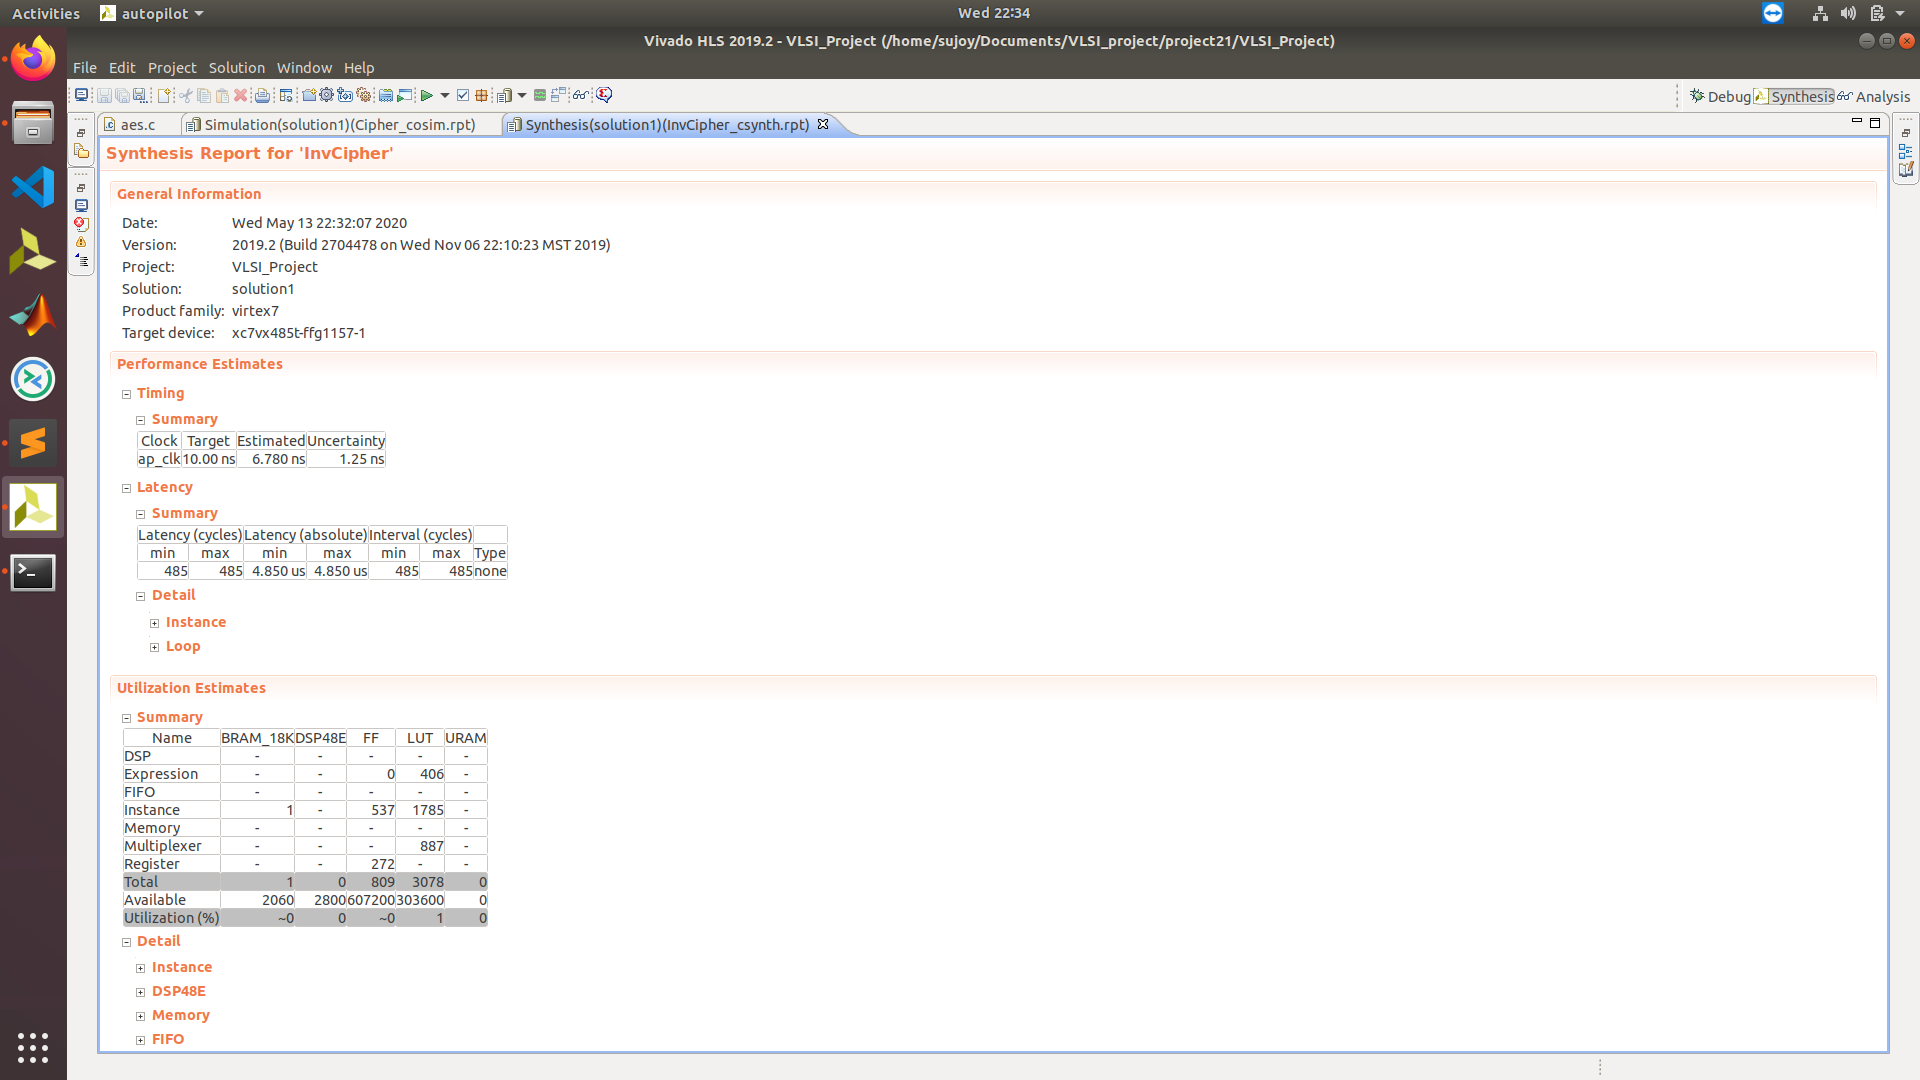 Activities autopilot Wed 22:34
Vivado HLS 2019.2 - VLSI_Project (/home/sujoy/Documents/VLSI_project/project21/VLSI_Project)
File Edit Project Solution Window Help
Debug Synthesis Analysis
aes.c Simulation(solution1)(Cipher_cosim.rpt) Synthesis(solution1)(InvCipher_csynth.rpt)
Synthesis Report for 'InvCipher'
General Information
Date: Wed May 13 22:32:07 2020
Version: 2019.2 (Build 2704478 on Wed Nov 06 22:10:23 MST 2019)
Project: VLSI_Project
Solution: solution1
Product family: virtex7
Target device: xc7vx485t-ffg1157-1
Performance Estimates
Timing
Summary
Clock Target Estimated Uncertainty
ap_clk 10.00 ns 6.780 ns 1.25 ns
Latency
Summary
Latency (cycles) Latency (absolute) Interval (cycles)
min max min max min max Type
485 485 4.850 us 4.850 us 485 485 none
Detail
Instance
Loop
Utilization Estimates
Summary
Name BRAM_18K DSP48E FF LUT URAM
DSP - - - - -
Expression - - 0 406 -
FIFO - - - - -
Instance 1 - 537 1785 -
Memory - - - - -
Multiplexer - - - 887 -
Register - - 272 - -
Total 1 0 809 3078 0
Available 2060 2800 607200 303600 0
Utilization (%) ~0 0 ~0 1 0
Detail
Instance
DSP48E
Memory
FIFO